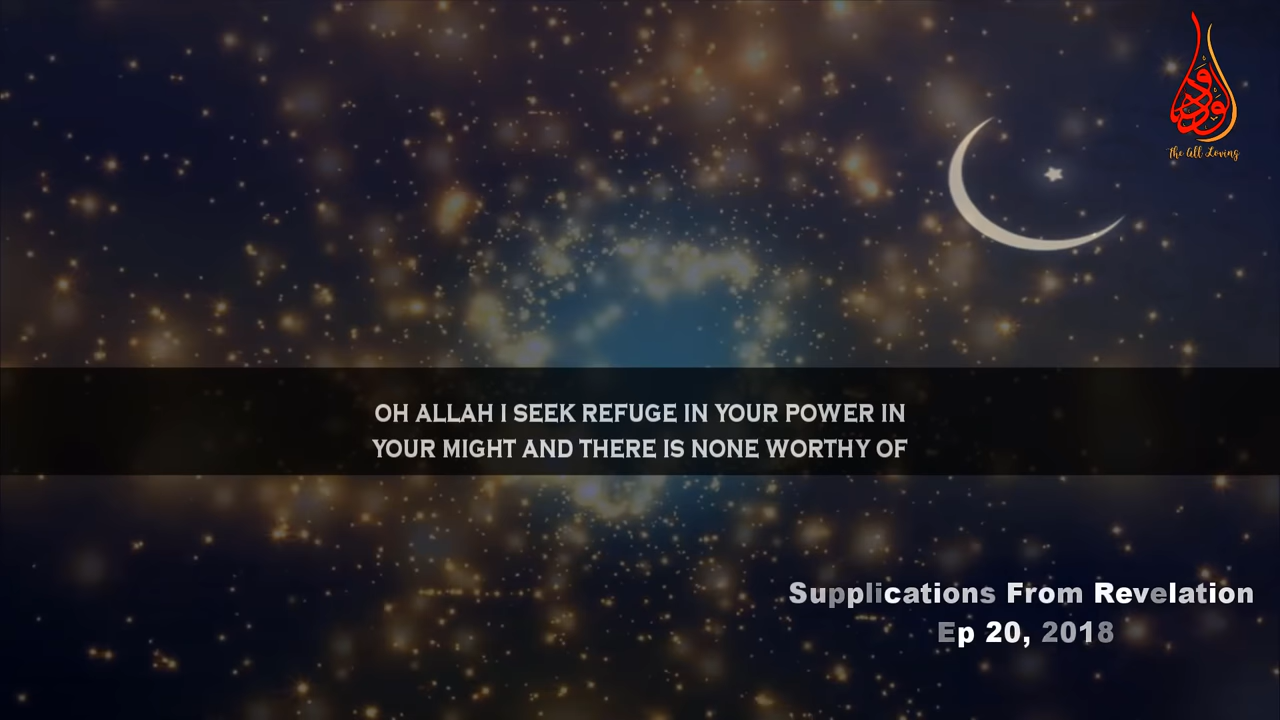 الودود
The All Loving
OH ALLAH I SEEK REFUGE IN YOUR POWER IN
YOUR MIGHT AND THERE IS NONE WORTHY OF
Supplications From Revelation
Ep 20, 2018